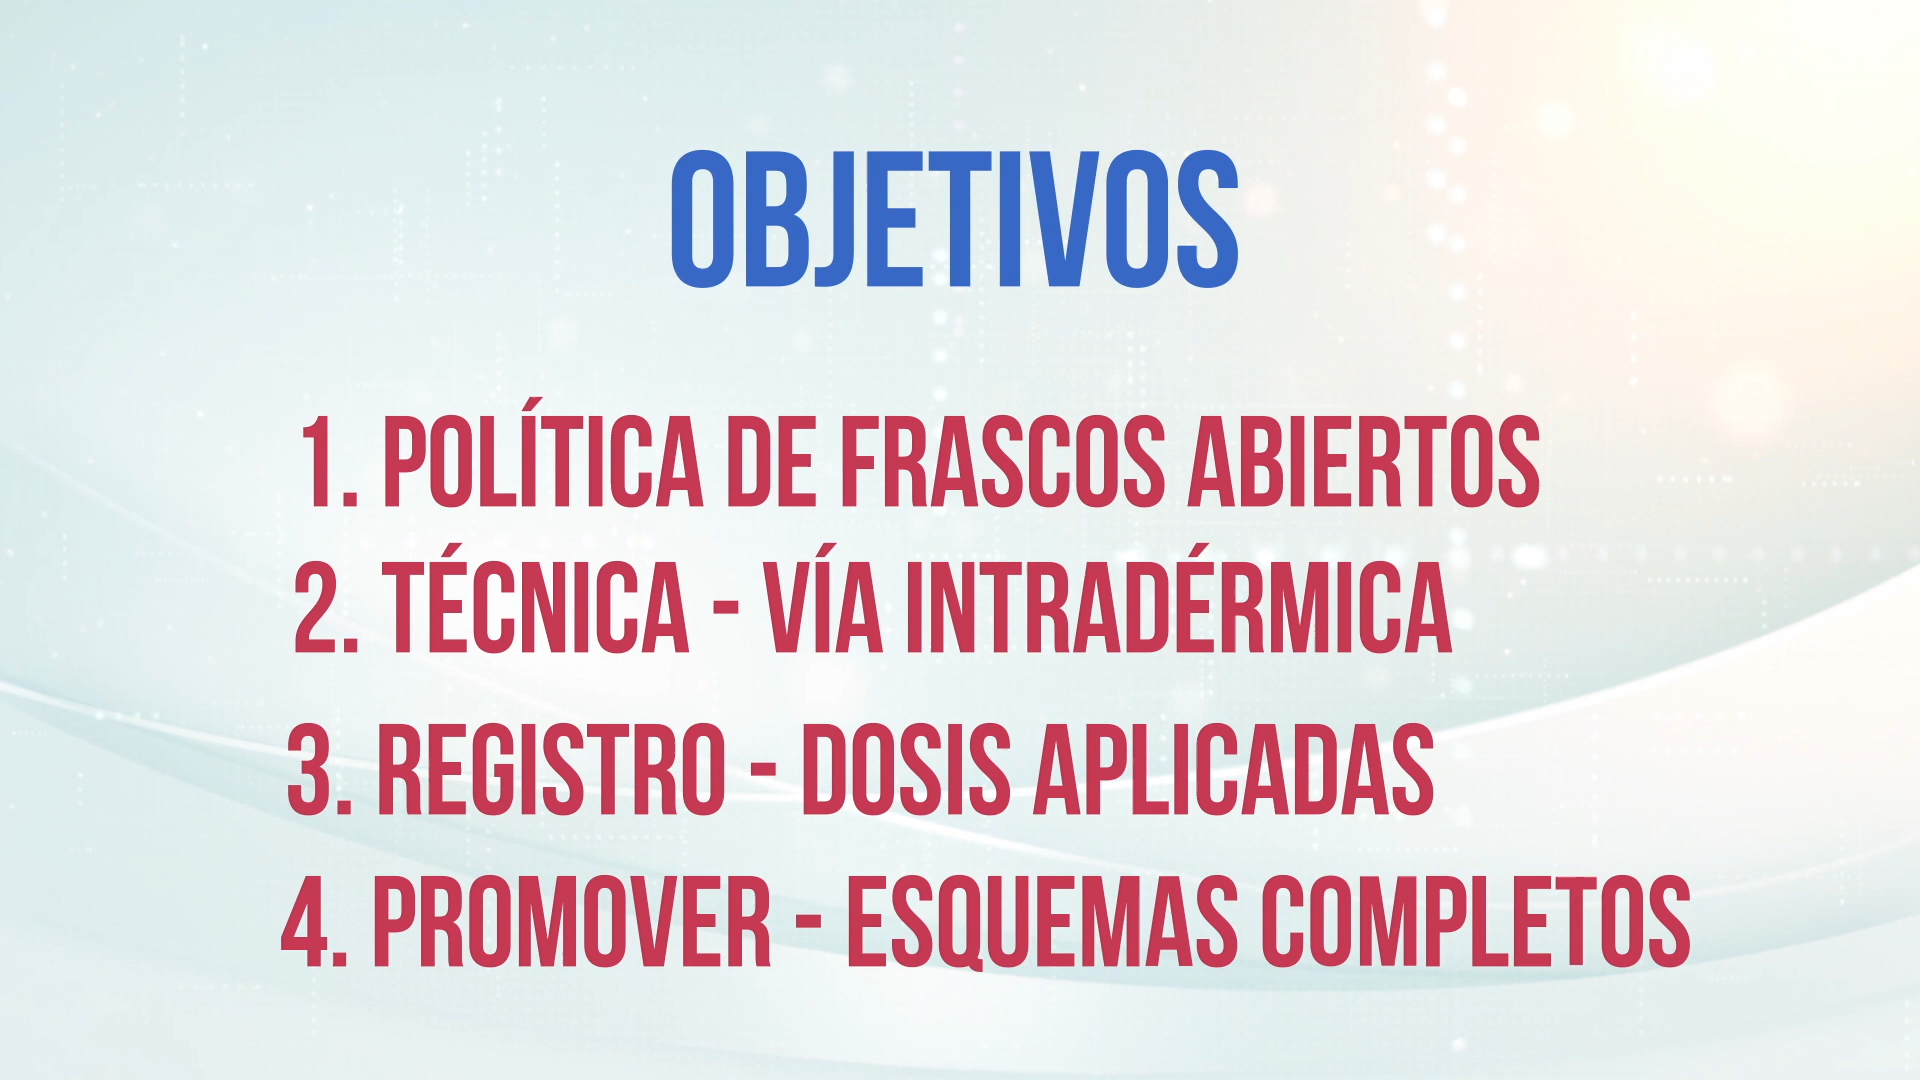 OBJETIVOS
1. POLÍTICA DE FRASCOS ABIERTOS
2. TÉCNICA - VÍA INTRADÉRMICA
3. REGISTRO - DOSIS APLICADAS
4. PROMOVER - ESQUEMAS COMPLETOS